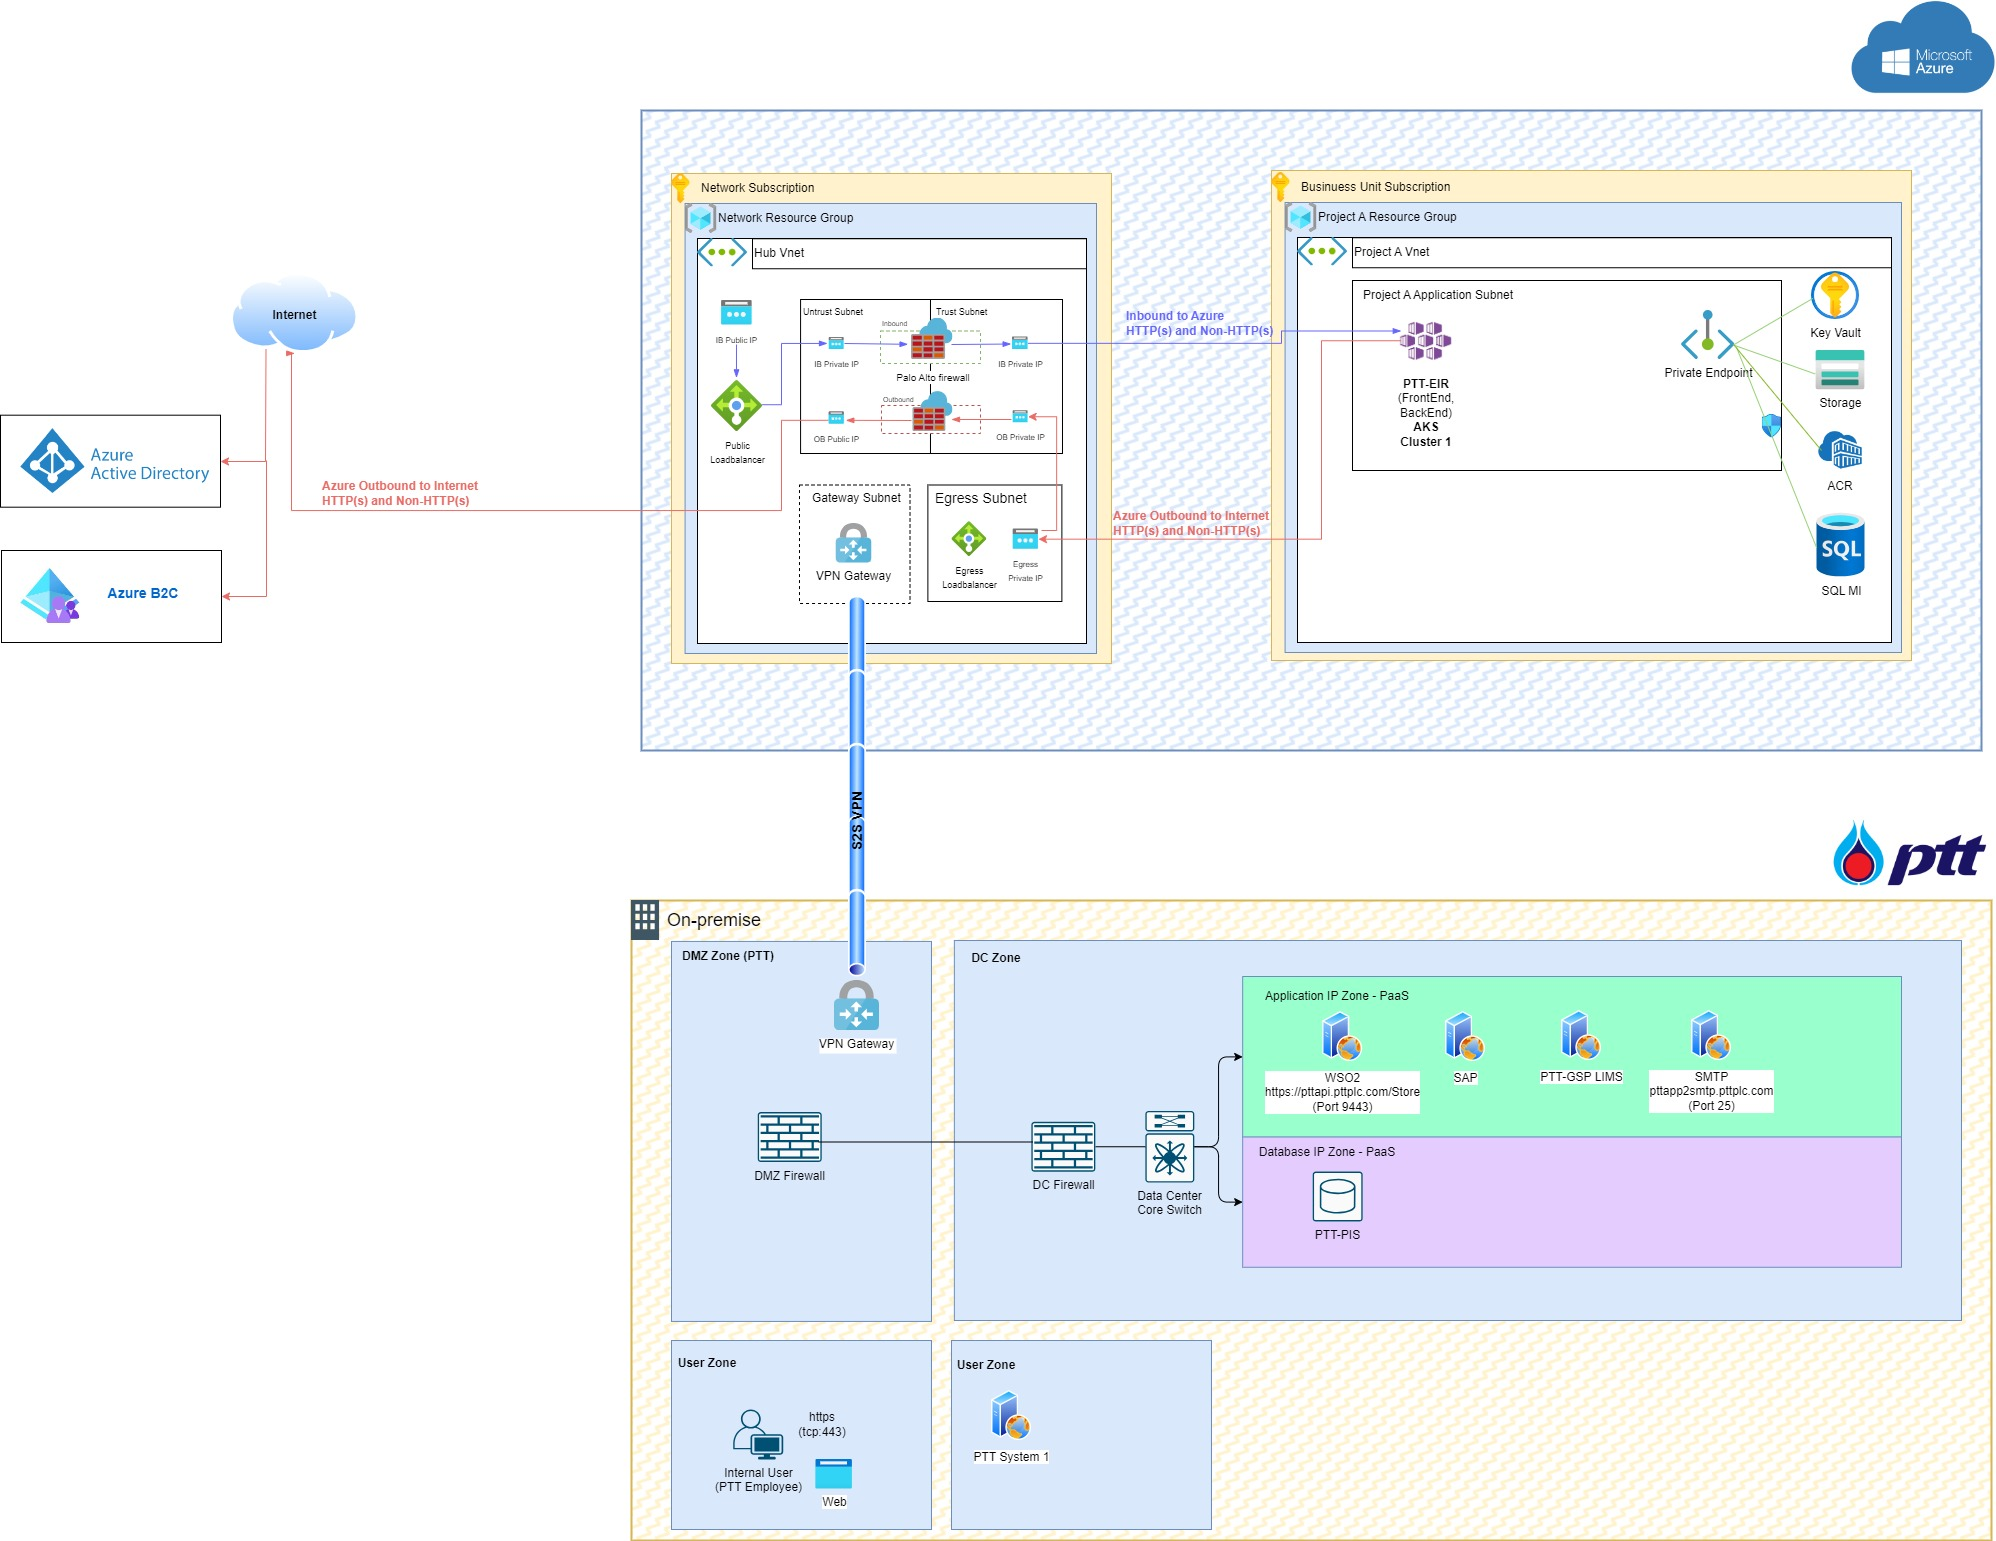 Microsoft
Azure
Network Subscription
Network Resource Group
Hub Vnet
IB Public IP
Public
Loadbalancer
Untrust Subnet
Trust Subnet
Inbound
IB Private IP
IB Private IP
Palo Alto firewall
Outbound
OB Public IP
OB Private IP
Gateway Subnet
VPN Gateway
Egress Subnet
Egress
Loadbalancer
Egress
Private IP
Inbound to Azure
HTTP(s) and Non-HTTP(s)
Azure Outbound to Internet
HTTP(s) and Non-HTTP(s)
Businuess Unit Subscription
Project A Resource Group
Project A Vnet
Project A Application Subnet
PTT-EIR
(FrontEnd,
BackEnd)
AKS
Cluster 1
Private Endpoint
Key Vault
Storage
ACR
SQL
SQL MI
Internet
Azure
Active Directory
Azure B2C
Azure Outbound to Internet
HTTP(s) and Non-HTTP(s)
S2S VPN
ptt
On-premise
DMZ Zone (PTT)
VPN Gateway
DMZ Firewall
DC Zone
DC Firewall
Data Center
Core Switch
Application IP Zone - PaaS
WSO2
https://pttapi.pttplc.com/Store
(Port 9443)
SAP
PTT-GSP LIMS
SMTP
pttapp2smtp.pttplc.com
(Port 25)
Database IP Zone - PaaS
PTT-PIS
User Zone
https
(tcp:443)
Internal User
(PTT Employee)
Web
User Zone
PTT System 1